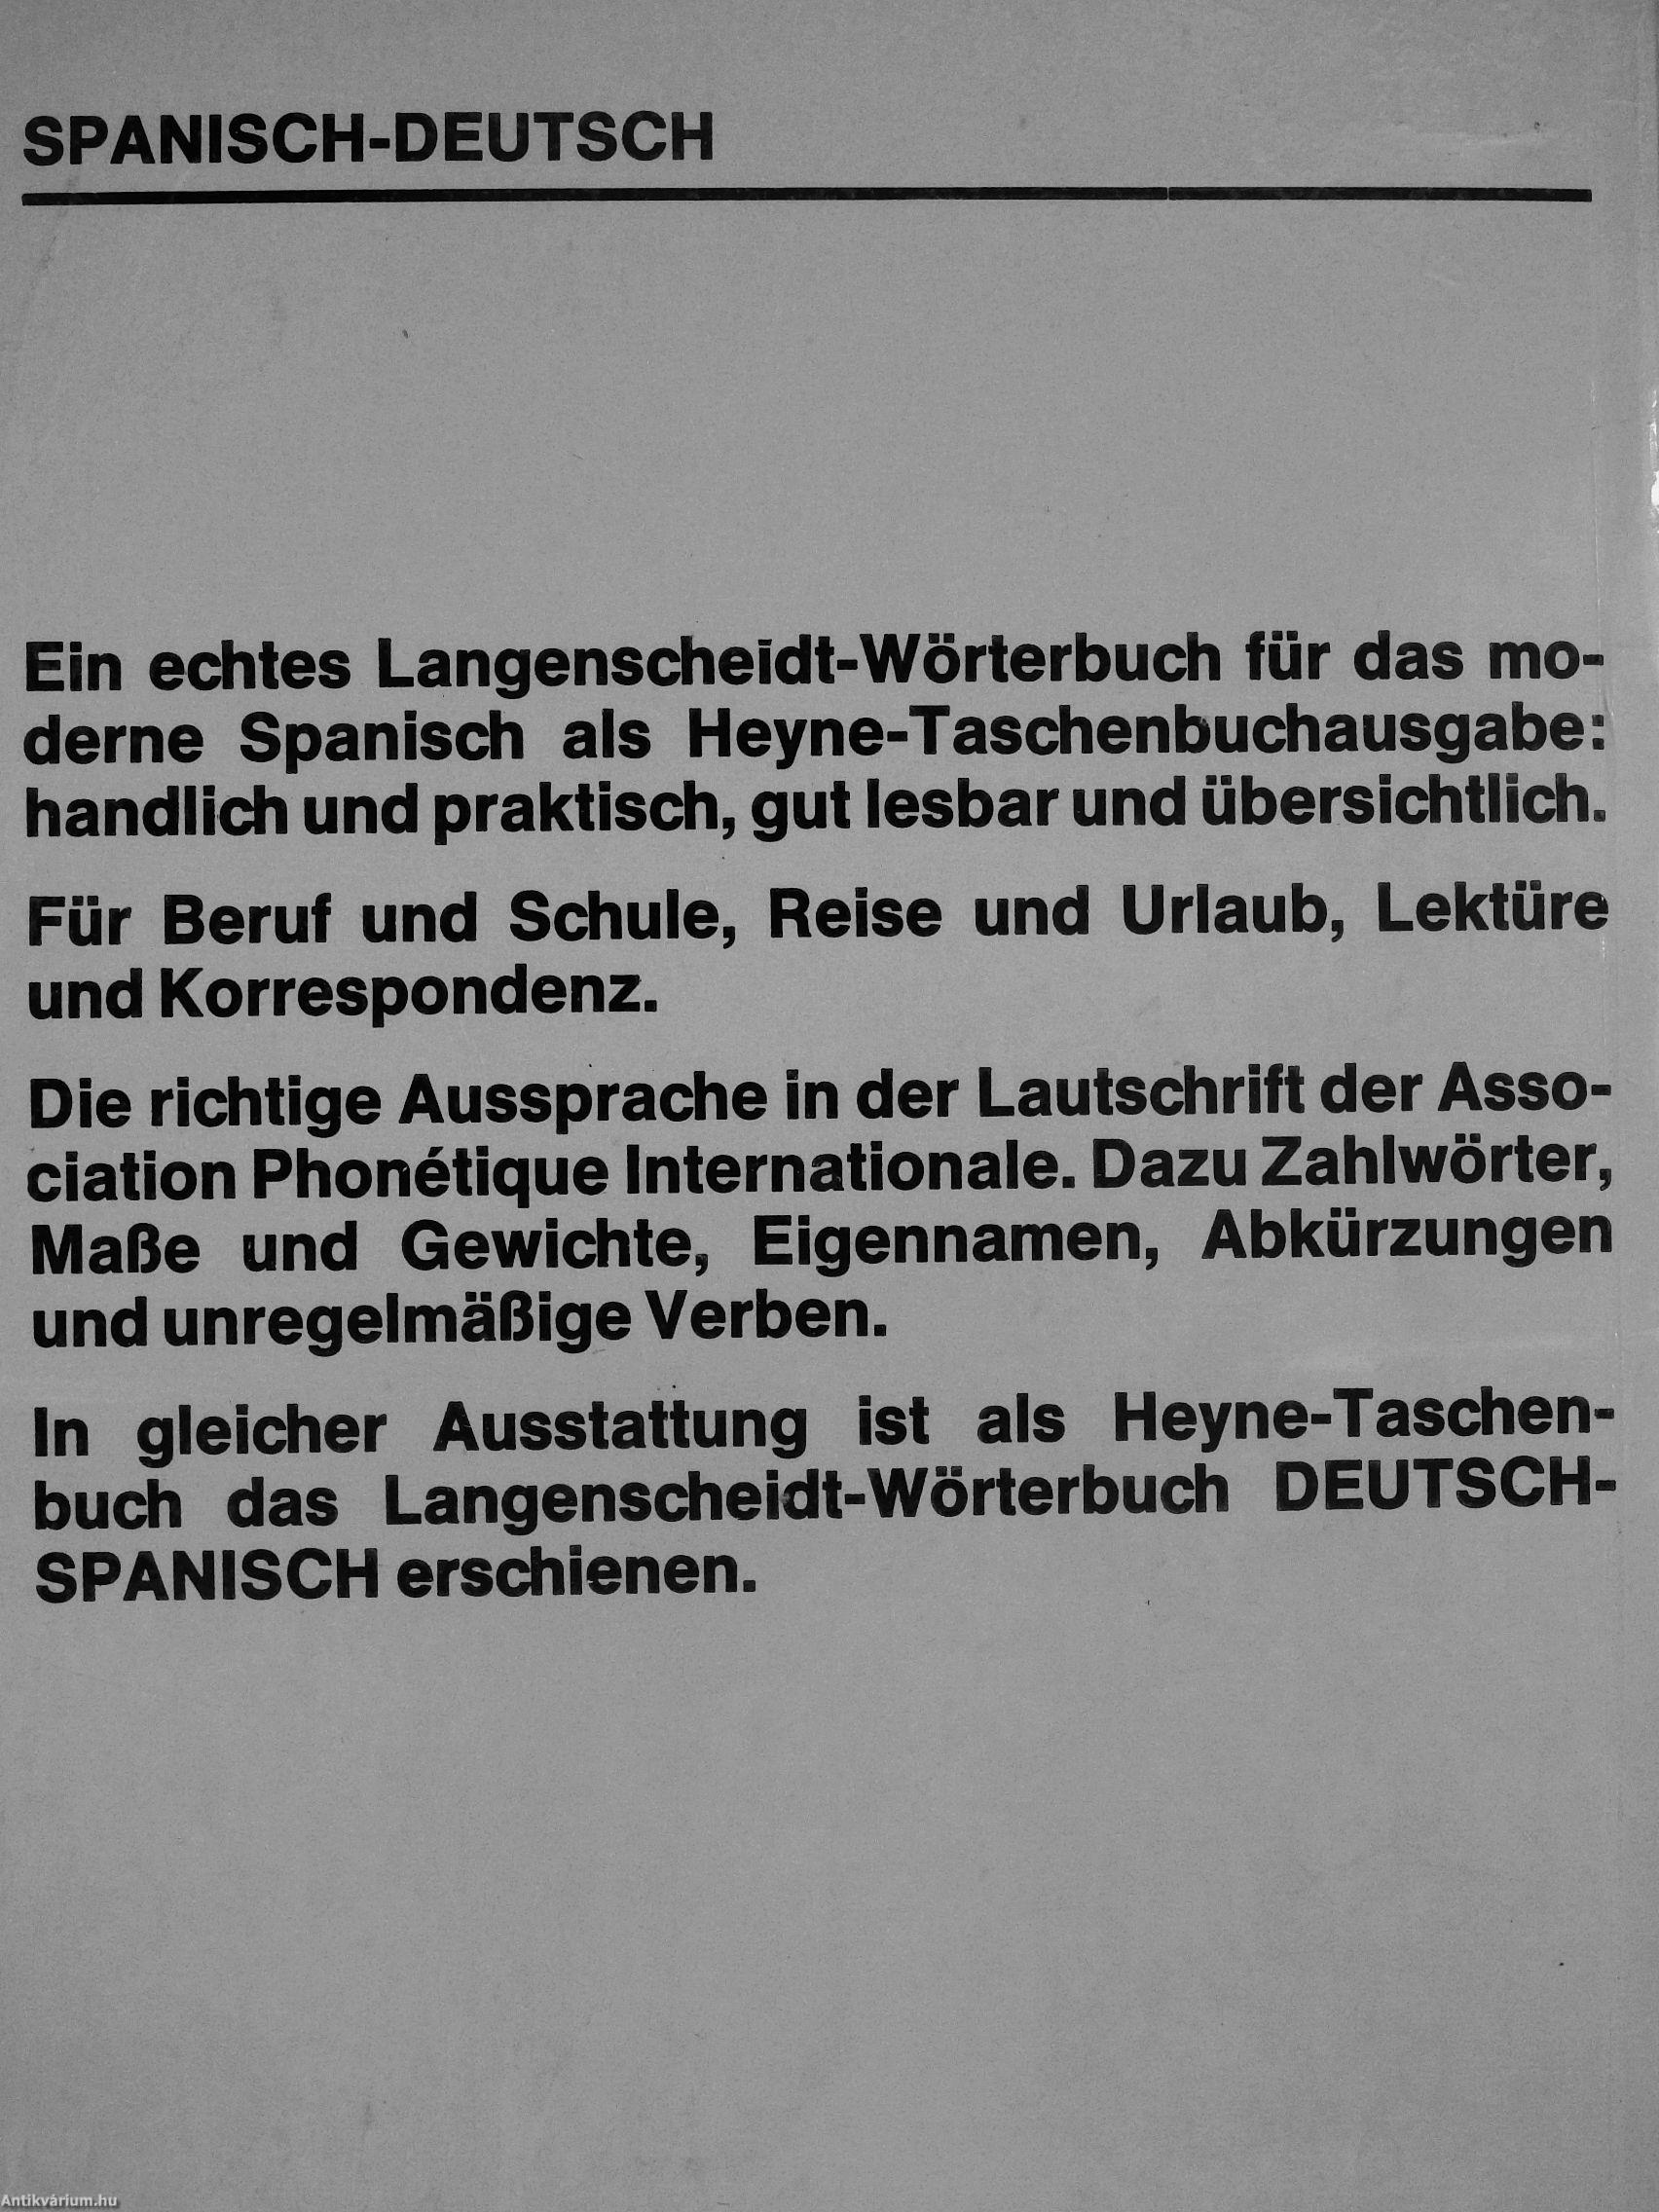 SPANISCH-DEUTSCH
Ein echtes Langenscheidt-Wörterbuch für das mo-
derne Spanisch als Heyne-Taschenbuchausgabe:
handlich und praktisch, gut lesbar und übersichtlich.
Für Beruf und Schule, Reise und Urlaub, Lektüre
und Korrespondenz.
Die richtige Aussprache in der Lautschrift der Asso-
ciation Phonétique Internationale. Dazu Zahlwörter,
Maße und Gewichte, Eigennamen, Abkürzungen
und unregelmäßige Verben.
In gleicher Ausstattung ist als Heyne-Taschen-
buch das Langenscheidt-Wörterbuch DEUTSCH-
SPANISCH erschienen.
Antikvárium.hu